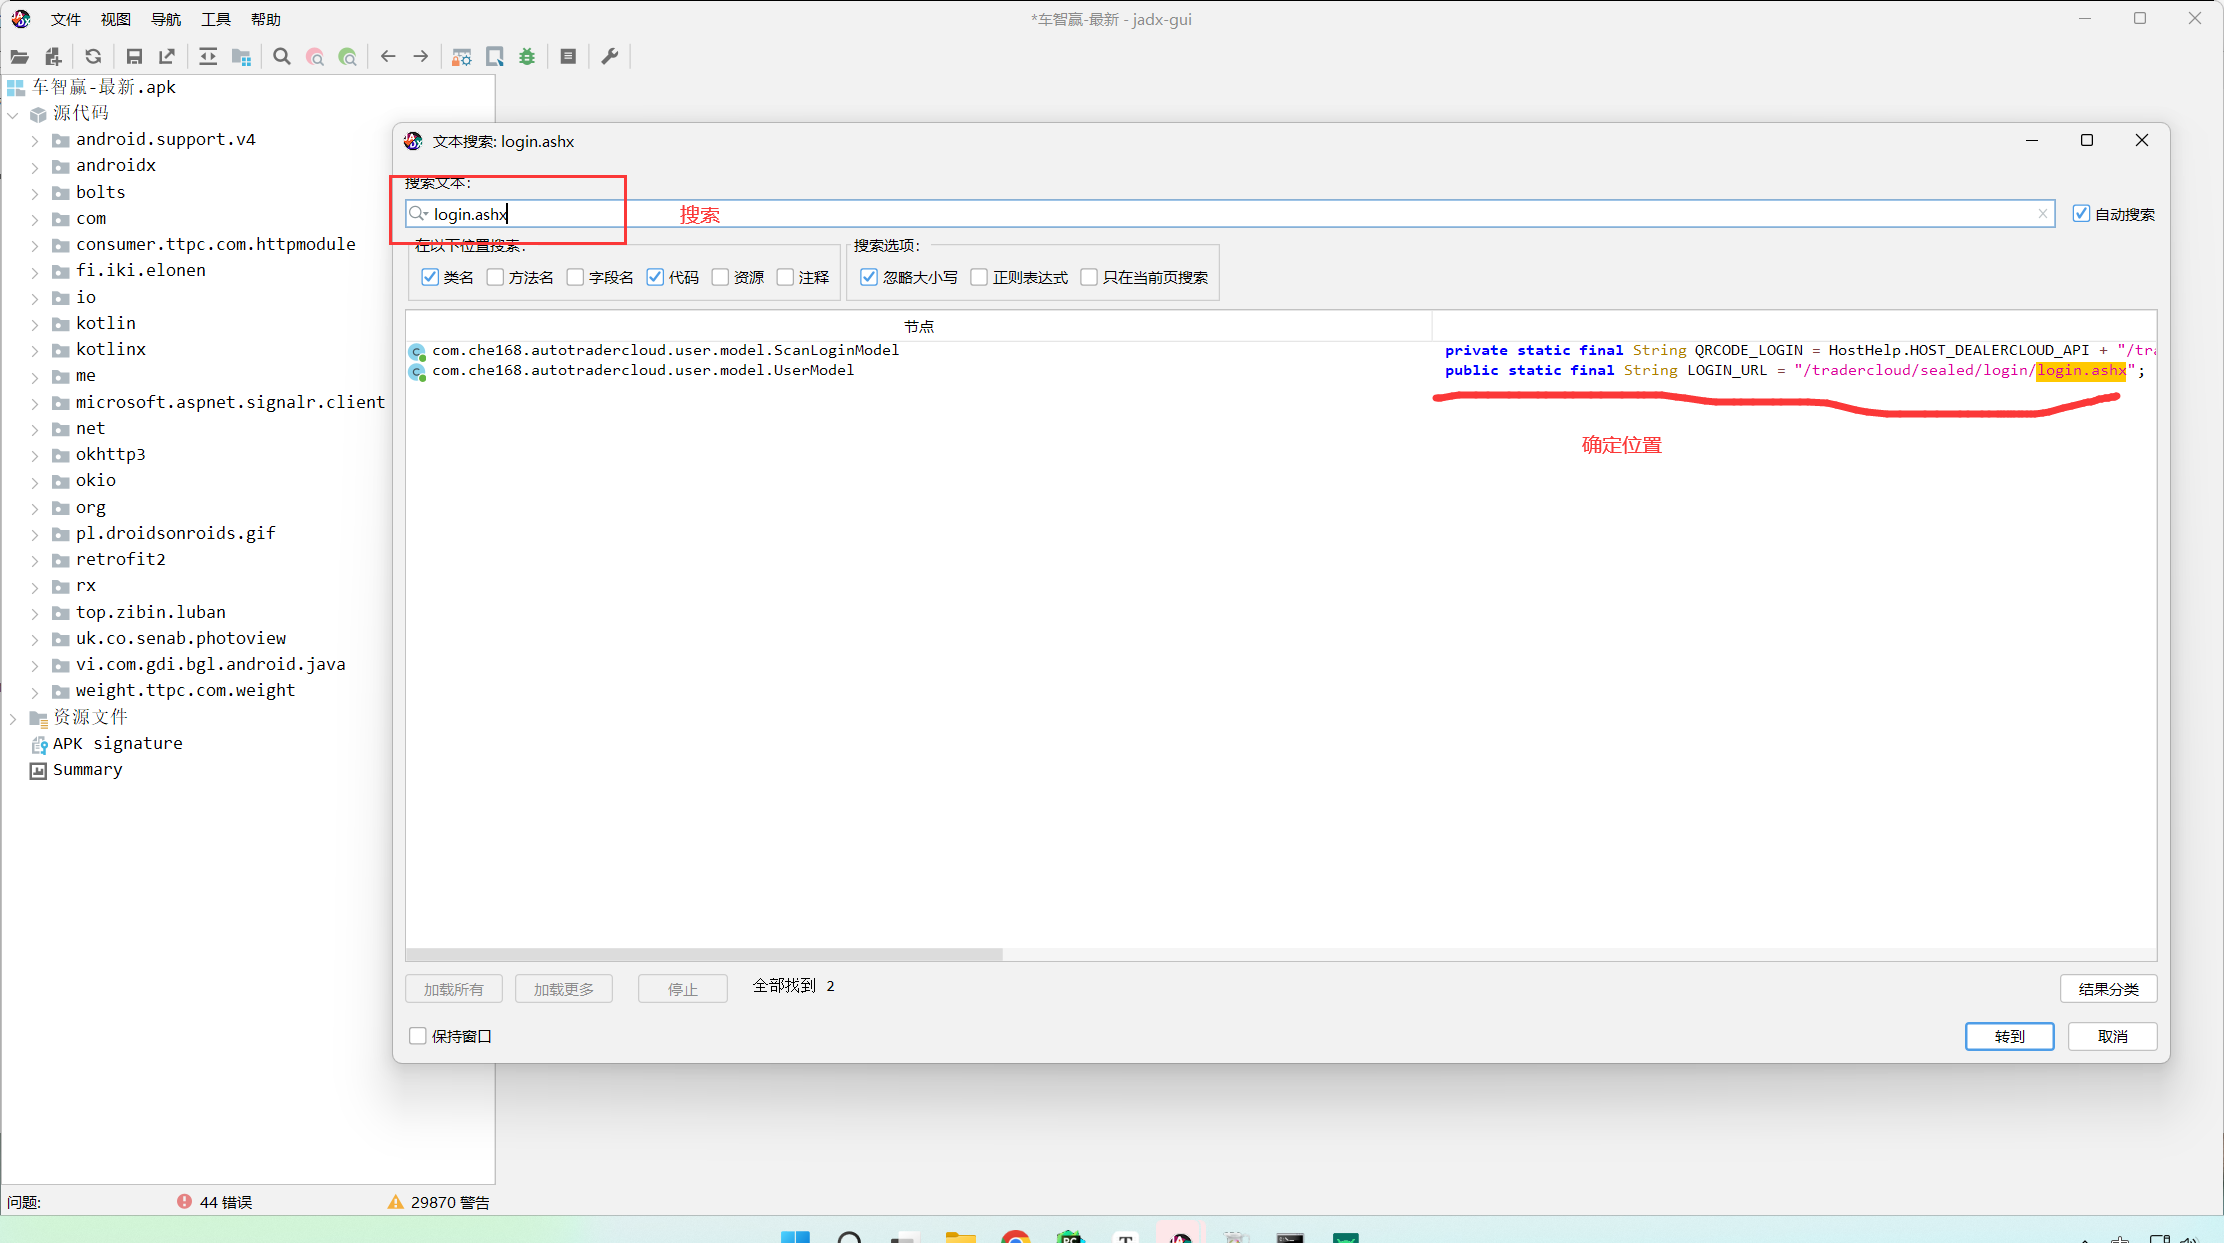 文件 视图 导航 工具 帮助
*车智赢-最新 - jadx-gui
车智赢-最新.apk
源代码
android.support.v4
androidx
bolts
com
consumer.ttpc.com.httpmodule
fi.iki.elonen
io
kotlin
kotlinx
me
microsoft.aspnet.signalr.client
net
okhttp3
okio
org
pl.droidsonroids.gif
retrofit2
rx
top.zibin.luban
uk.co.senab.photoview
vi.com.gdi.bgl.android.java
weight.ttpc.com.weight
资源文件
APK signature
Summary
问题: 44 错误 29870 警告
文本搜索: login.ashx
搜索文本:
login.ashx
搜索
自动搜索
在以下位置搜索:
类名 方法名 字段名 代码 资源 注释
搜索选项:
忽略大小写 正则表达式 只在当前页搜索
节点
com.che168.autotradercloud.user.model.ScanLoginModel private static final String QRCODE_LOGIN = HostHelp.HOST_DEALERCLOUD_API + "/tra
com.che168.autotradercloud.user.model.UserModel public static final String LOGIN_URL = "/tradercloud/sealed/login/login.ashx";
确定位置
加载所有 加载更多 停止 全部找到 2
结果分类
保持窗口
转到 取消